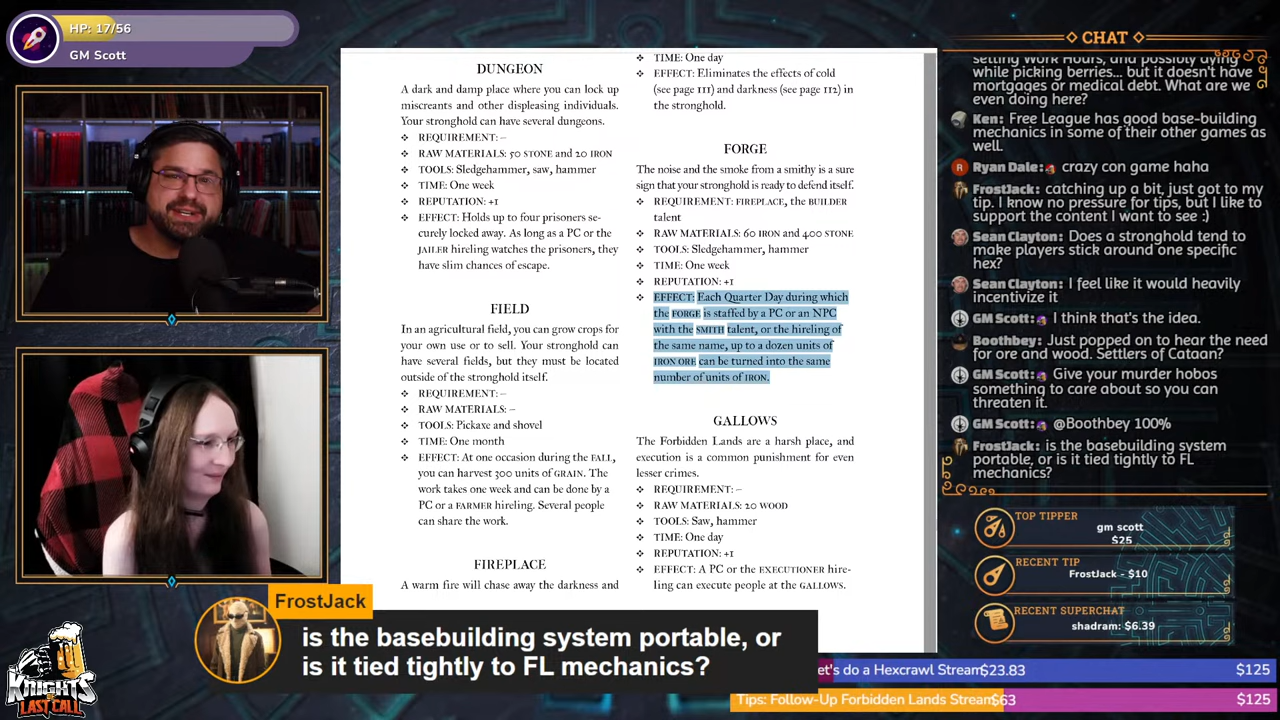 HP: 17/56
GM Scott
DUNGEON
A dark and damp place where you can lock up
miscreants and other displeasing individuals.
Your stronghold can have several dungeons.
❖ REQUIREMENT: –
❖ RAW MATERIALS: 50 STONE and 20 IRON
❖ TOOLS: Sledgehammer, saw, hammer
❖ TIME: One week
❖ REPUTATION: +1
❖ EFFECT: Holds up to four prisoners se-
curely locked away. As long as a PC or the
JAILER hireling watches the prisoners, they
have slim chances of escape.
FIELD
In an agricultural field, you can grow crops for
your own use or to sell. Your stronghold can
have several fields, but they must be located
outside of the stronghold itself.
❖ REQUIREMENT: –
❖ RAW MATERIALS: –
❖ TOOLS: Pickaxe and shovel
❖ TIME: One month
❖ EFFECT: At one occasion during the FALL,
you can harvest 300 units of GRAIN. The
work takes one week and can be done by a
PC or a FARMER hireling. Several people
can share the work.
FIREPLACE
A warm fire will chase away the darkness and
❖ TIME: One day
❖ EFFECT: Eliminates the effects of cold
(see page 111) and darkness (see page 112) in
the stronghold.
FORGE
The noise and the smoke from a smithy is a sure
sign that your stronghold is ready to defend itself.
❖ REQUIREMENT: FIREPLACE, the BUILDER
talent
❖ RAW MATERIALS: 60 IRON and 400 STONE
❖ TOOLS: Sledgehammer, hammer
❖ TIME: One week
❖ REPUTATION: +1
❖ EFFECT: Each Quarter Day during which
the FORGE is staffed by a PC or an NPC
with the SMITH talent, or the hireling of
the same name, up to a dozen units of
IRON ORE can be turned into the same
number of units of IRON.
GALLOWS
The Forbidden Lands are a harsh place, and
execution is a common punishment for even
lesser crimes.
❖ REQUIREMENT: –
❖ RAW MATERIALS: 20 WOOD
❖ TOOLS: Saw, hammer
❖ TIME: One day
❖ REPUTATION: +1
❖ EFFECT: A PC or the EXECUTIONER hire-
ling can execute people at the GALLOWS.
CHAT
setting Work Hours, and possibly dying
while picking berries... but it doesn't have
mortgages or medical debt. What are we
even doing here?
Ken: Free League has good base-building
mechanics in some of their other games as
well.
R Ryan Dale: crazy con game haha
FrostJack: catching up a bit, just got to my
tip. I know no pressure for tips, but I like to
support the content I want to see :)
Sean Clayton: Does a stronghold tend to
make players stick around one specific
hex?
Sean Clayton: I feel like it would heavily
incentivize it
GM Scott: I think that's the idea.
Boothbey: Just popped on to hear the need
for ore and wood. Settlers of Cataan?
GM Scott: Give your murder hobos
something to care about so you can
threaten it.
GM Scott: @Boothbey 100%
FrostJack: is the basebuilding system
portable, or is it tied tightly to FL
mechanics?
TOP TIPPER
gm scott
$25
RECENT TIP
FrostJack - $10
RECENT SUPERCHAT
shadram: $6.39
FrostJack
is the basebuilding system portable, or
is it tied tightly to FL mechanics?
KNIGHTS
OF
LAST CALL
et's do a Hexcrawl Stream $23.83 $125
Tips: Follow-Up Forbidden Lands Stream $63 $125